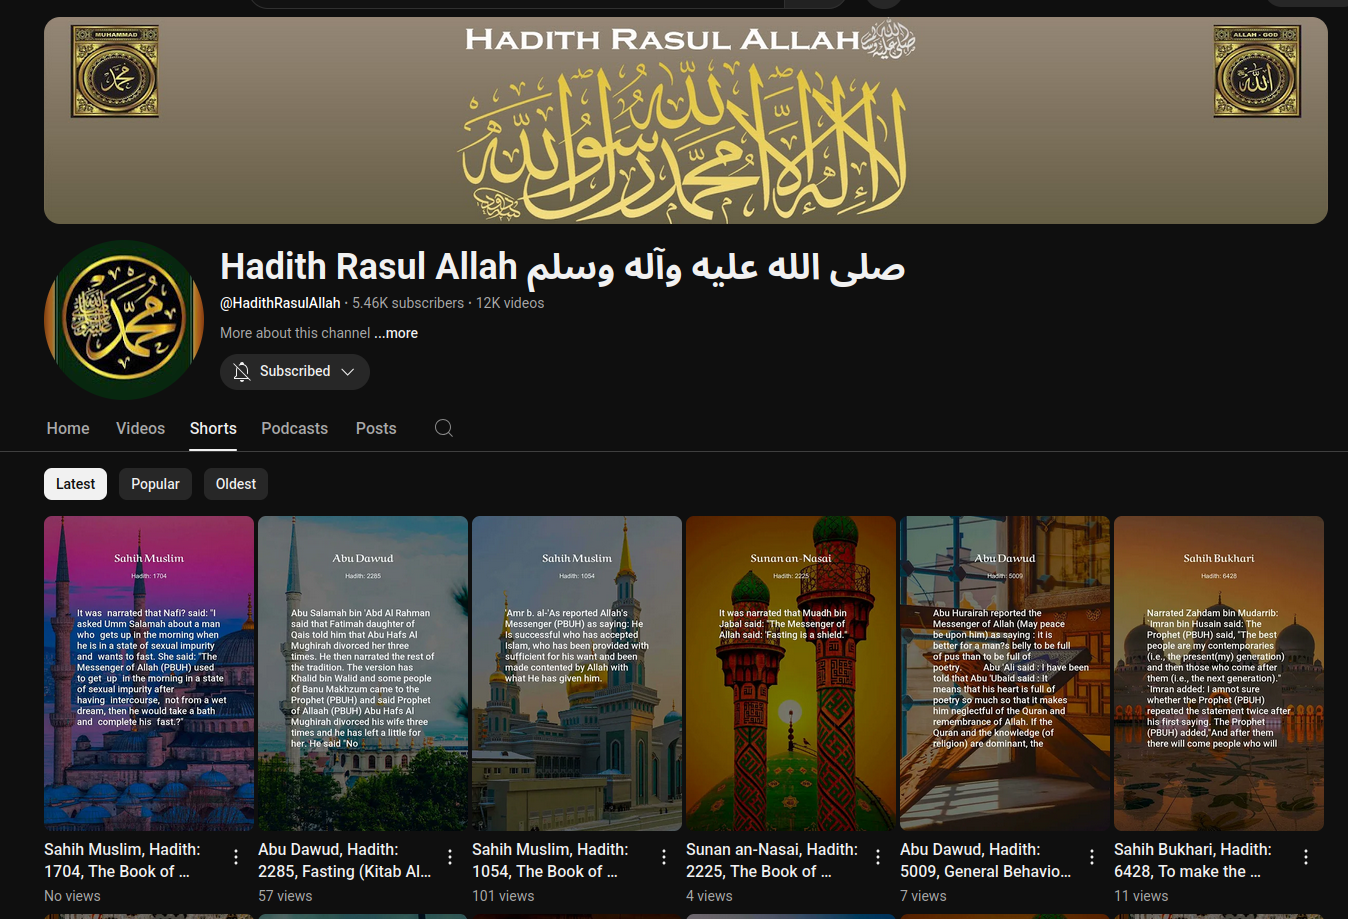 MUHAMMAD
محمد
HADITH RASUL ALLAH ﷺ
لا إله إلا الله محمد رسول الله
ALLAH - GOD
الله
محمد
Hadith Rasul Allah صلى الله عليه وآله وسلم
@HadithRasulAllah · 5.46K subscribers · 12K videos
More about this channel ...more
Subscribed
Home Videos Shorts Podcasts Posts
Latest Popular Oldest
Sahih Muslim
Hadith: 1704
It was narrated that Nafi? said: "I
asked Umm Salamah about a man
who gets up in the morning when
he is in a state of sexual impurity
and wants to fast. She said: "The
Messenger of Allah (PBUH) used
to get up in the morning in a state
of sexual impurity after
having intercourse, not from a wet
dream, then he would take a bath
and complete his fast.?"
Abu Dawud
Hadith: 2285
Abu Salamah bin 'Abd Al Rahman
said that Fatimah daughter of
Qais told him that Abu Hafs Al
Mughirah divorced her three
times. He then narrated the rest of
the tradition. The version has
Khalid bin Walid and some people
of Banu Makhzum came to the
Prophet (PBUH) and said Prophet
of Allaah (PBUH) Abu Hafs Al
Mughirah divorced his wife three
times and he has left a little for
her. He said "No
Sahih Muslim
Hadith: 1054
'Amr b. al-'As reported Allah's
Messenger (PBUH) as saying: He
Is successful who has accepted
Islam, who has been provided with
sufficient for his want and been
made contented by Allah with
what He has given him.
Sunan an-Nasai
Hadith: 2225
It was narrated that Muadh bin
Jabal said: "The Messenger of
Allah said: 'Fasting is a shield."
Abu Dawud
Hadith: 5009
Abu Hurairah reported the
Messenger of Allah (May peace
be upon him) as saying : it is
better for a man?s belly to be full
of pus than to be full of
poetry. Abu 'Ali said : I have been
told that Abu 'Ubaid said : It
means that his heart is full of
poetry so much so that it makes
him neglectful of the Quran and
remembrance of Allah. If the
Quran and the knowledge (of
religion) are dominant, the
Sahih Bukhari
Hadith: 6428
Narrated Zahdam bin Mudarrib:
`Imran bin Husain said: The
Prophet (PBUH) said, "The best
people are my contemporaries
(i.e., the present(my) generation)
and then those who come after
them (i.e., the next generation)."
`Imran added: I amnot sure
whether the Prophet (PBUH)
repeated the statement twice after
his first saying. The Prophet
(PBUH) added,"And after them
there will come people who will
Sahih Muslim, Hadith:
1704, The Book of ...
No views
Abu Dawud, Hadith:
2285, Fasting (Kitab Al...
57 views
Sahih Muslim, Hadith:
1054, The Book of ...
101 views
Sunan an-Nasai, Hadith:
2225, The Book of ...
4 views
Abu Dawud, Hadith:
5009, General Behavio...
7 views
Sahih Bukhari, Hadith:
6428, To make the ...
11 views